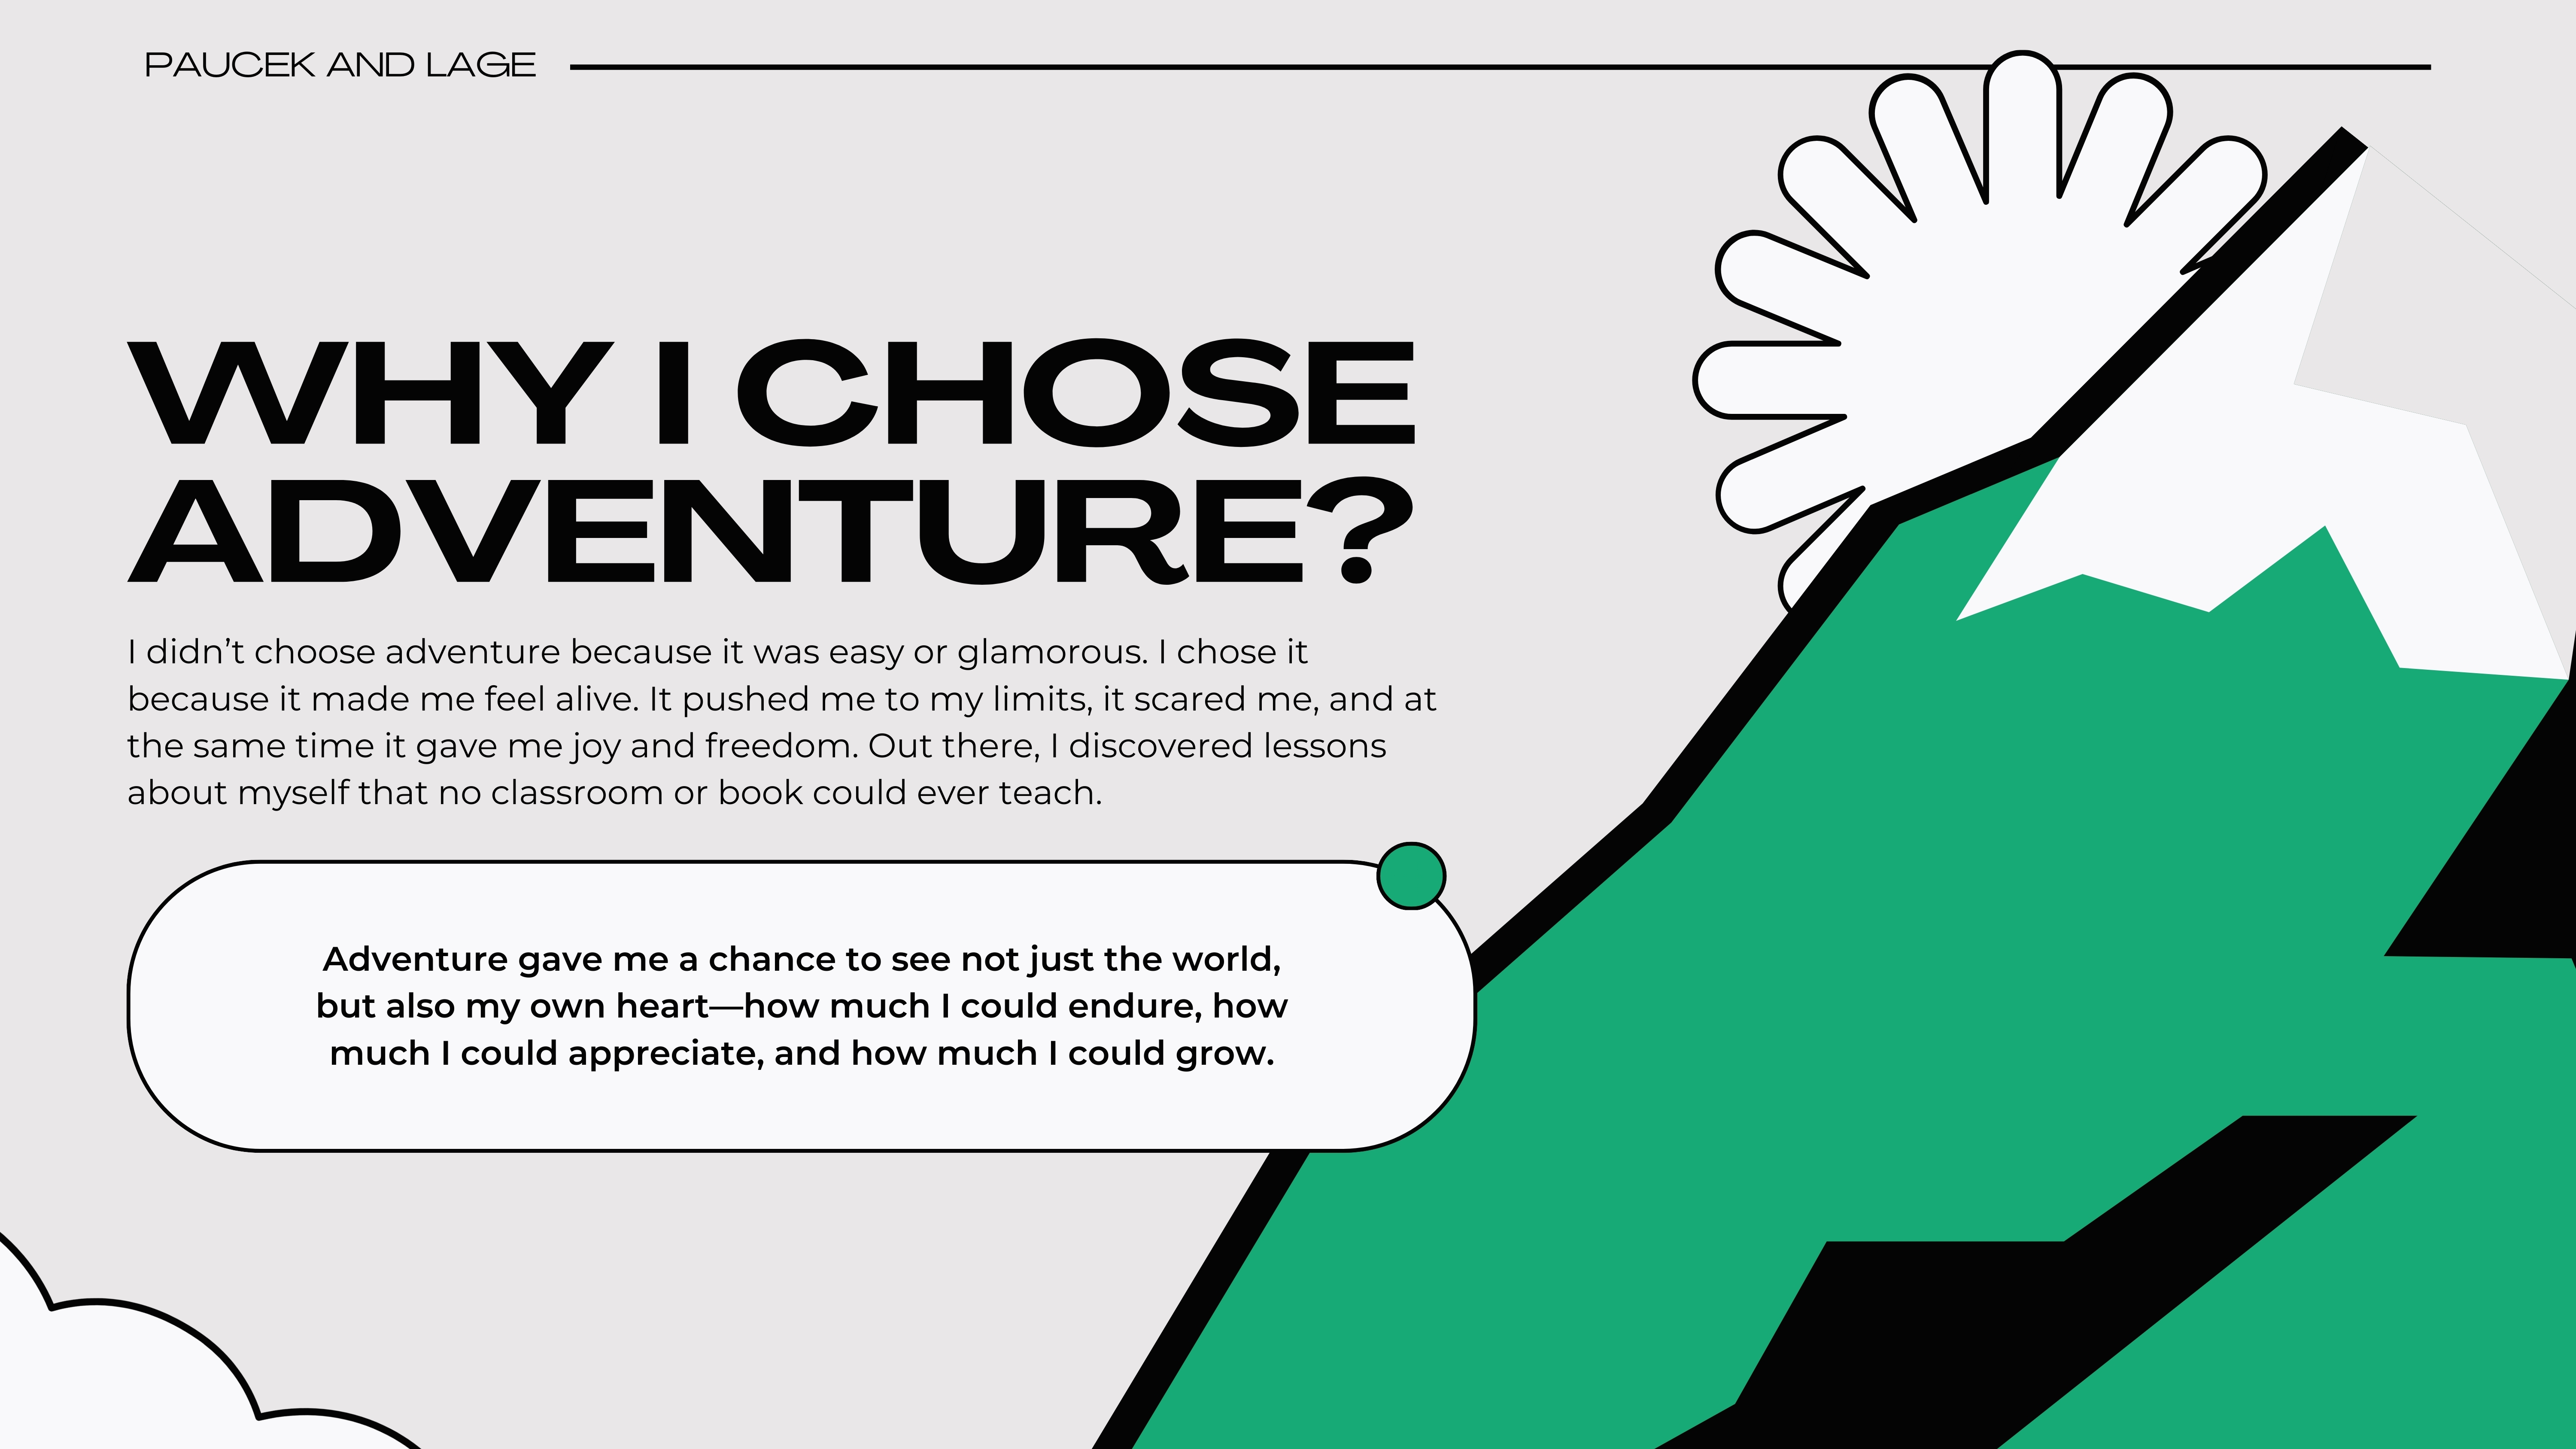 PAUCEK AND LAGE
WHY I CHOSE
ADVENTURE?
I didn’t choose adventure because it was easy or glamorous. I chose it
because it made me feel alive. It pushed me to my limits, it scared me, and at
the same time it gave me joy and freedom. Out there, I discovered lessons
about myself that no classroom or book could ever teach.
Adventure gave me a chance to see not just the world,
but also my own heart—how much I could endure, how
much I could appreciate, and how much I could grow.